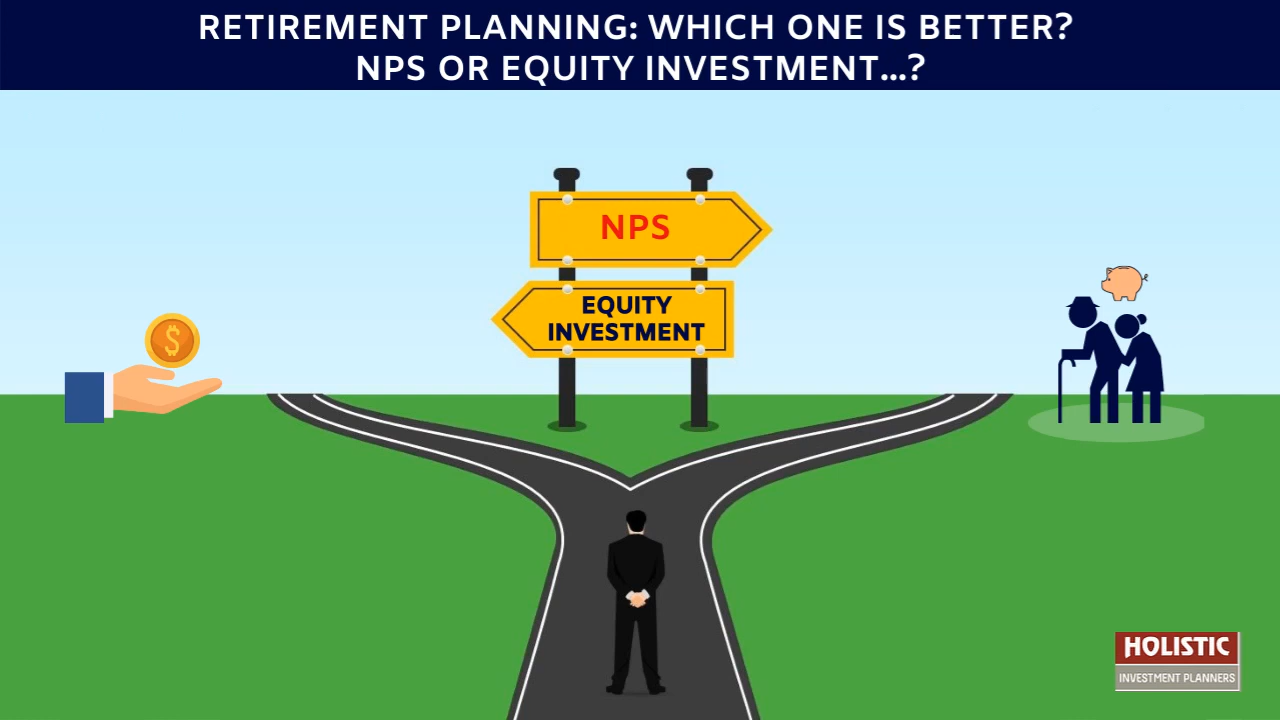 RETIREMENT PLANNING: WHICH ONE IS BETTER?
NPS OR EQUITY INVESTMENT...?
NPS
EQUITY
INVESTMENT
$
HOLISTIC
INVESTMENT PLANNERS